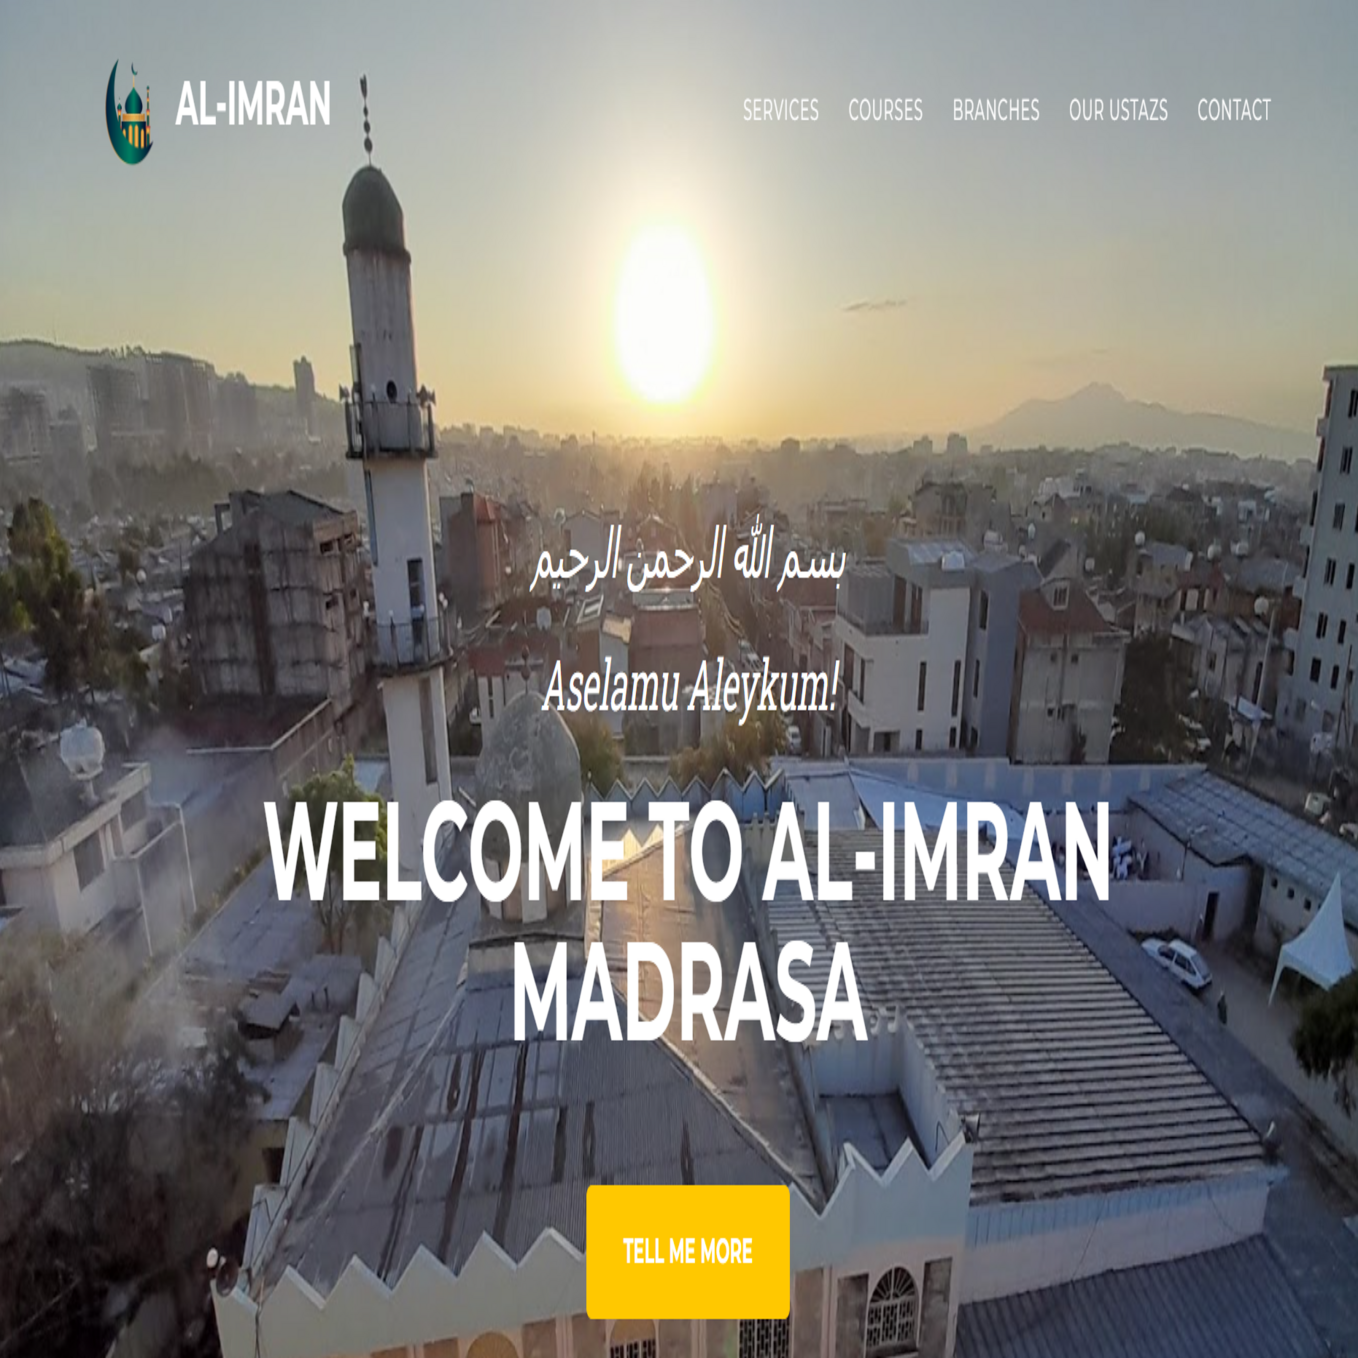 AL-IMRAN
SERVICES COURSES BRANCHES OUR USTAZS CONTACT
بسم الله الرحمن الرحيم
Aselamu Aleykum!
WELCOME TO AL-IMRAN
MADRASA
TELL ME MORE